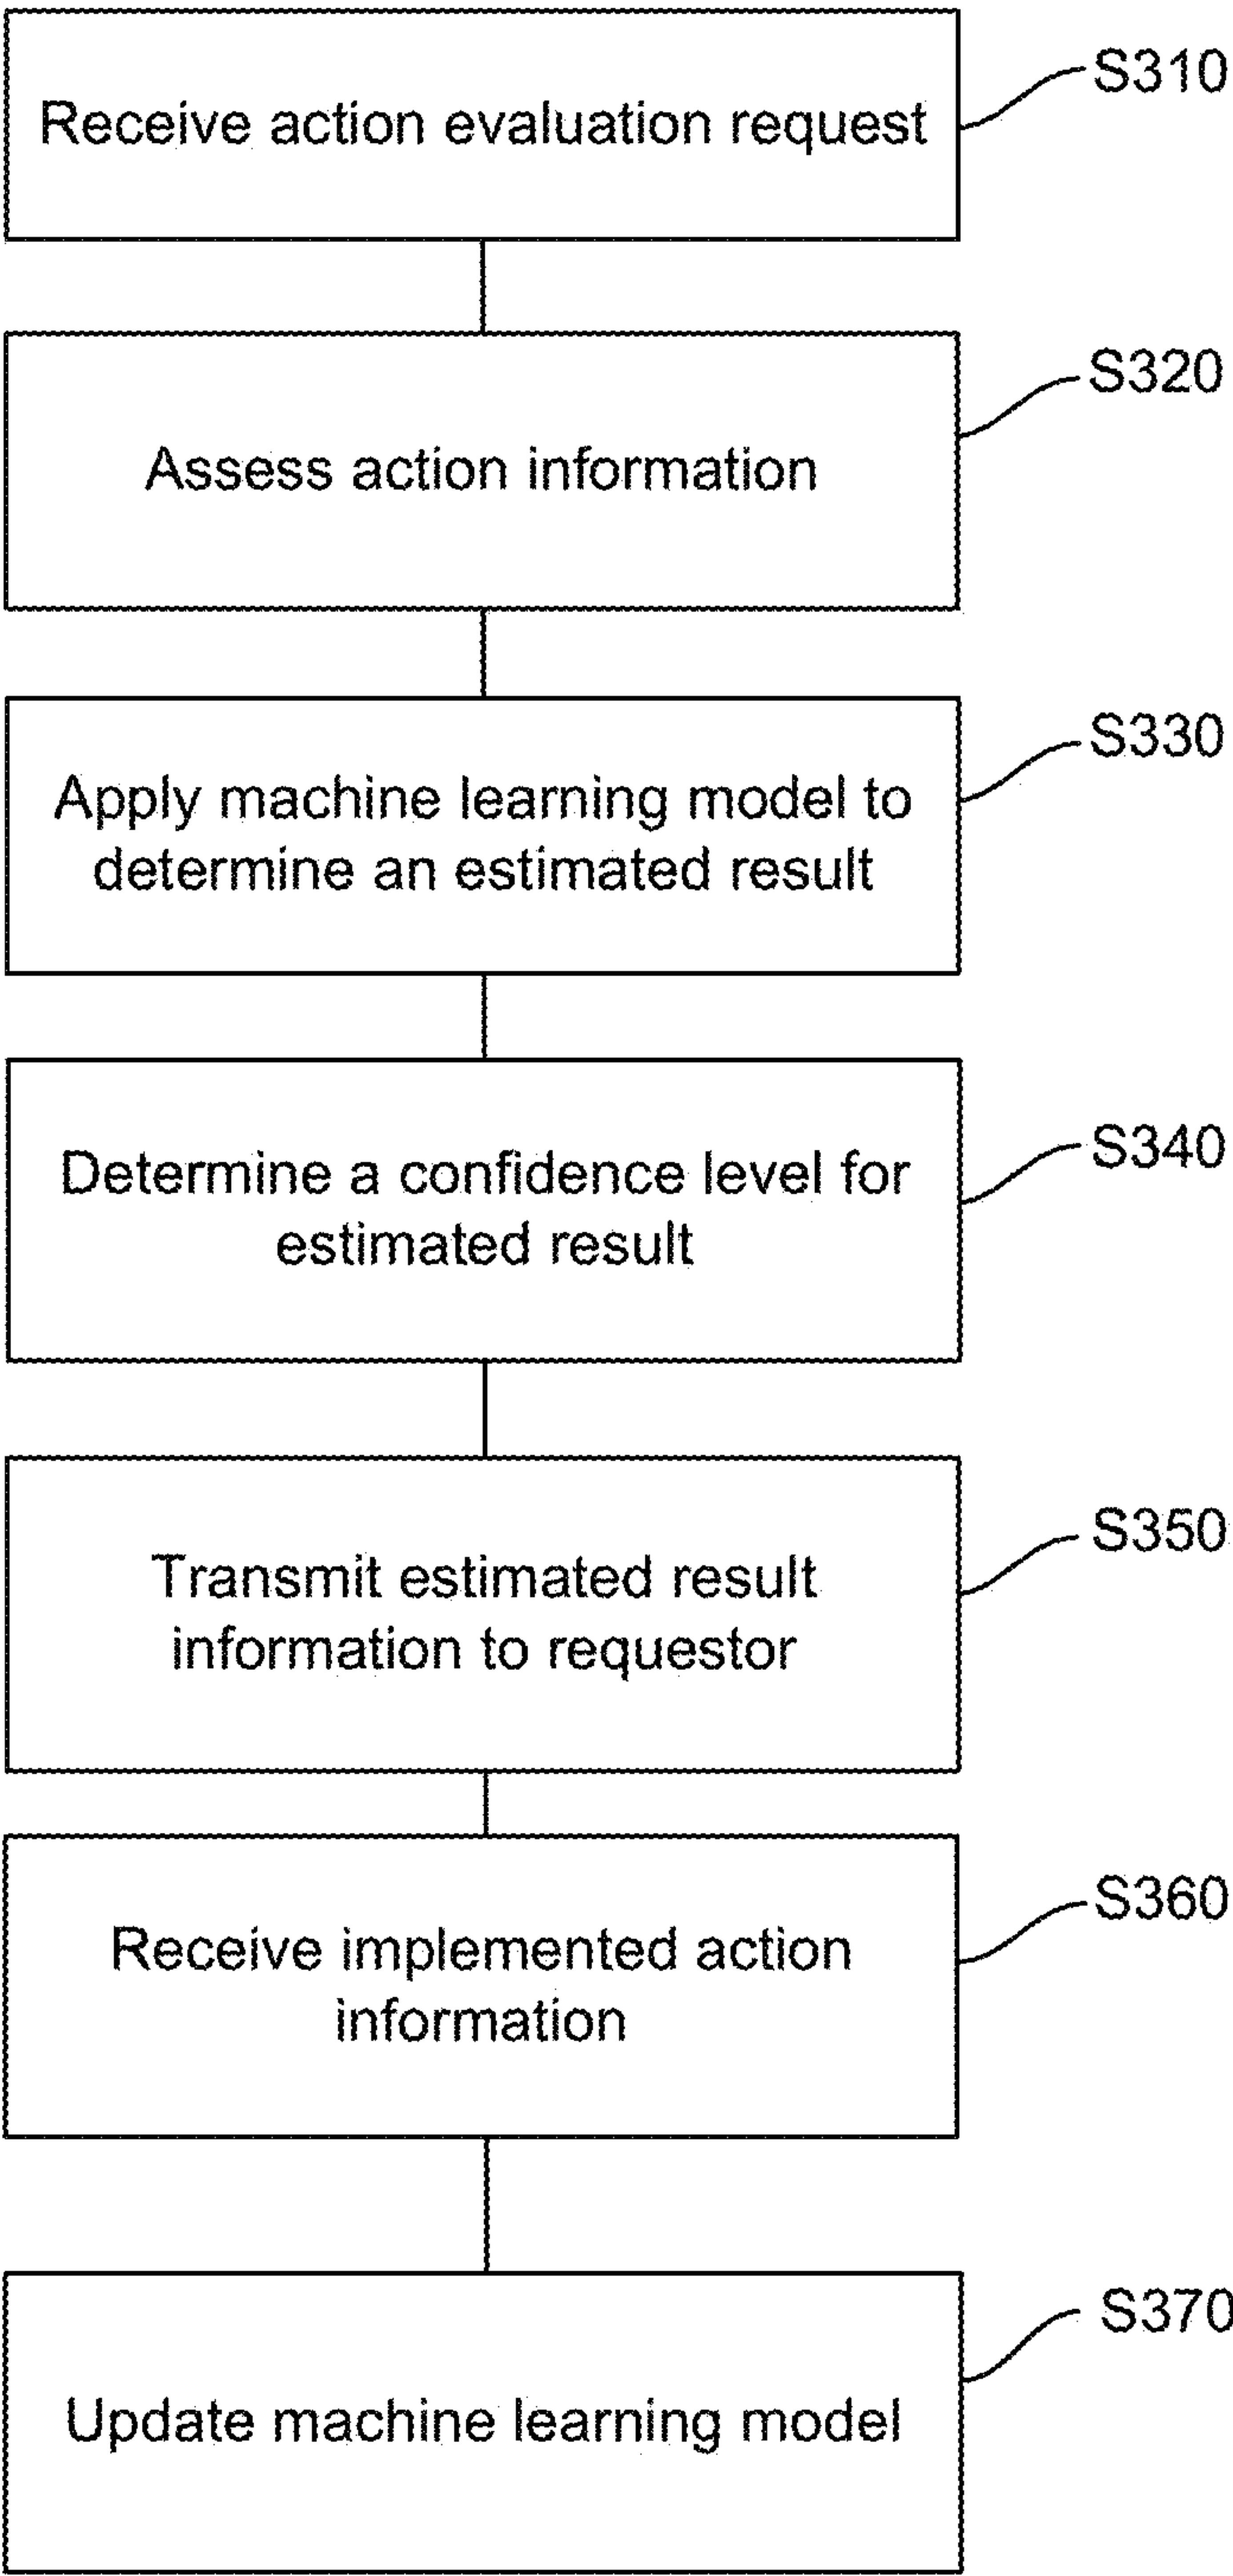 Receive action evaluation request
S310
Assess action information
S320
Apply machine learning model to
determine an estimated result
S330
Determine a confidence level for
estimated result
S340
Transmit estimated result
information to requestor
S350
Receive implemented action
information
S360
Update machine learning model
S370